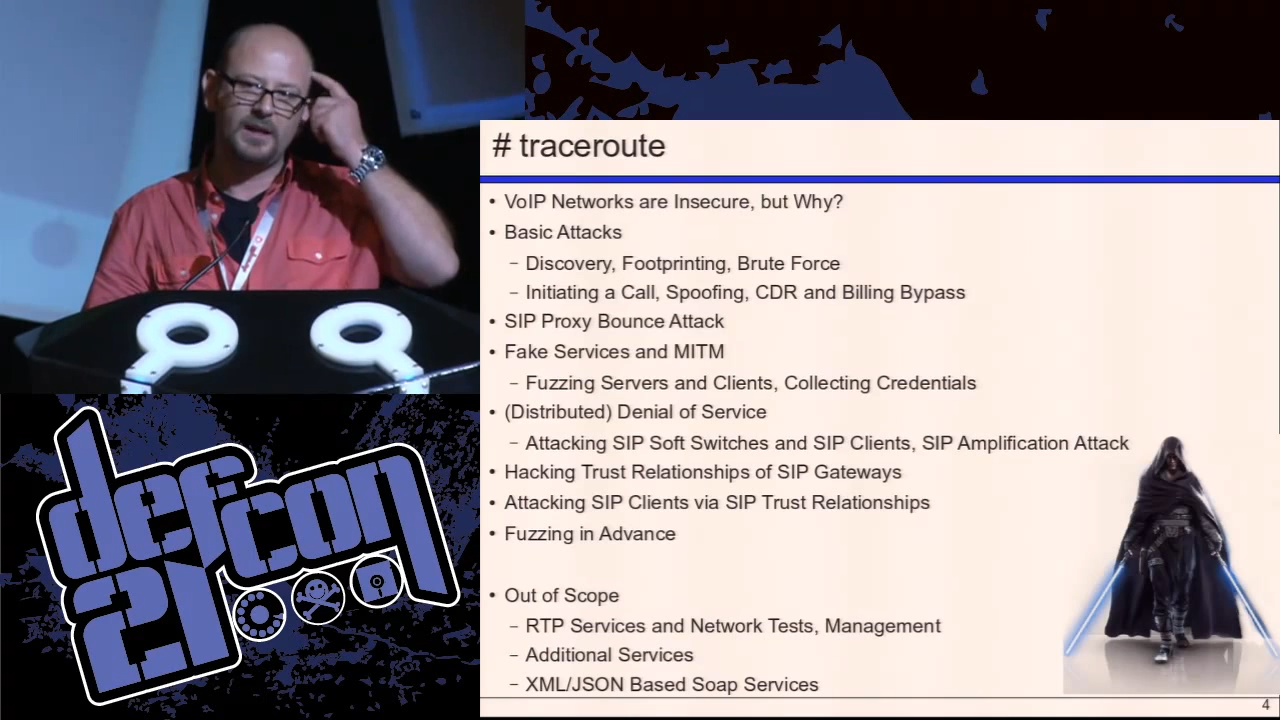 # traceroute
• VoIP Networks are Insecure, but Why?
• Basic Attacks
– Discovery, Footprinting, Brute Force
– Initiating a Call, Spoofing, CDR and Billing Bypass
• SIP Proxy Bounce Attack
• Fake Services and MITM
– Fuzzing Servers and Clients, Collecting Credentials
• (Distributed) Denial of Service
– Attacking SIP Soft Switches and SIP Clients, SIP Amplification Attack
• Hacking Trust Relationships of SIP Gateways
• Attacking SIP Clients via SIP Trust Relationships
• Fuzzing in Advance
• Out of Scope
– RTP Services and Network Tests, Management
– Additional Services
– XML/JSON Based Soap Services
4
defcon
21